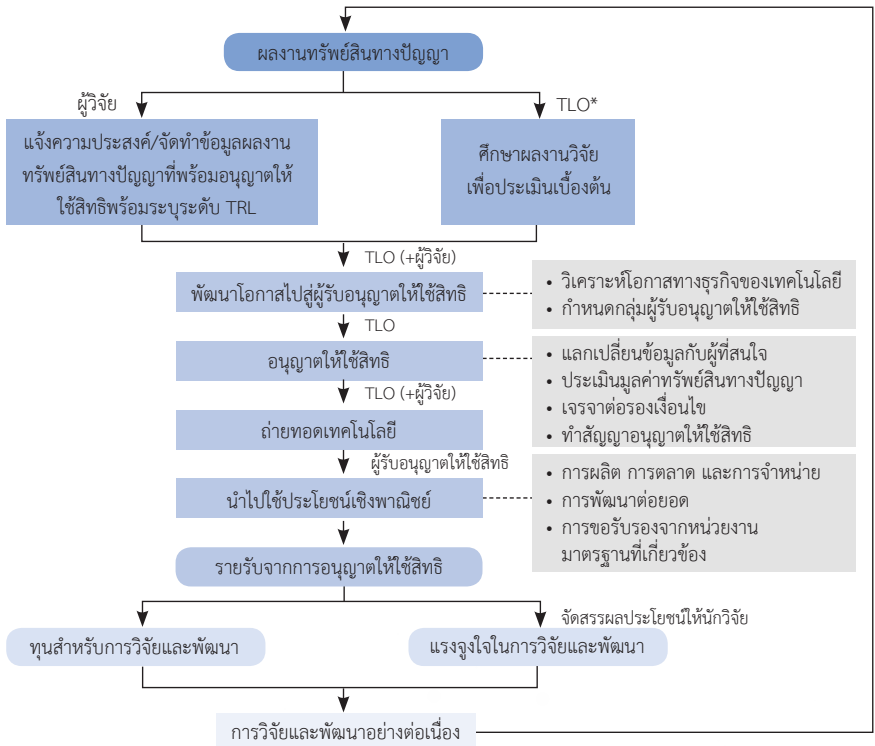 ผลงานทรัพย์สินทางปัญญา
ผู้วิจัย
TLO*
แจ้งความประสงค์/จัดทำข้อมูลผลงาน
ทรัพย์สินทางปัญญาที่พร้อมอนุญาตให้
ใช้สิทธิพร้อมระบุระดับ TRL
ศึกษาผลงานวิจัย
เพื่อประเมินเบื้องต้น
TLO (+ผู้วิจัย)
พัฒนาโอกาสไปสู่ผู้รับอนุญาตให้ใช้สิทธิ
• วิเคราะห์โอกาสทางธุรกิจของเทคโนโลยี
• กำหนดกลุ่มผู้รับอนุญาตให้ใช้สิทธิ
TLO
อนุญาตให้ใช้สิทธิ
• แลกเปลี่ยนข้อมูลกับผู้ที่สนใจ
• ประเมินมูลค่าทรัพย์สินทางปัญญา
• เจรจาต่อรองเงื่อนไข
• ทำสัญญาอนุญาตให้ใช้สิทธิ
TLO (+ผู้วิจัย)
ถ่ายทอดเทคโนโลยี
ผู้รับอนุญาตให้ใช้สิทธิ
นำไปใช้ประโยชน์เชิงพาณิชย์
• การผลิต การตลาด และการจำหน่าย
• การพัฒนาต่อยอด
• การขอรับรองจากหน่วยงาน
มาตรฐานที่เกี่ยวข้อง
รายรับจากการอนุญาตให้ใช้สิทธิ
จัดสรรผลประโยชน์ให้นักวิจัย
ทุนสำหรับการวิจัยและพัฒนา
แรงจูงใจในการวิจัยและพัฒนา
การวิจัยและพัฒนาอย่างต่อเนื่อง